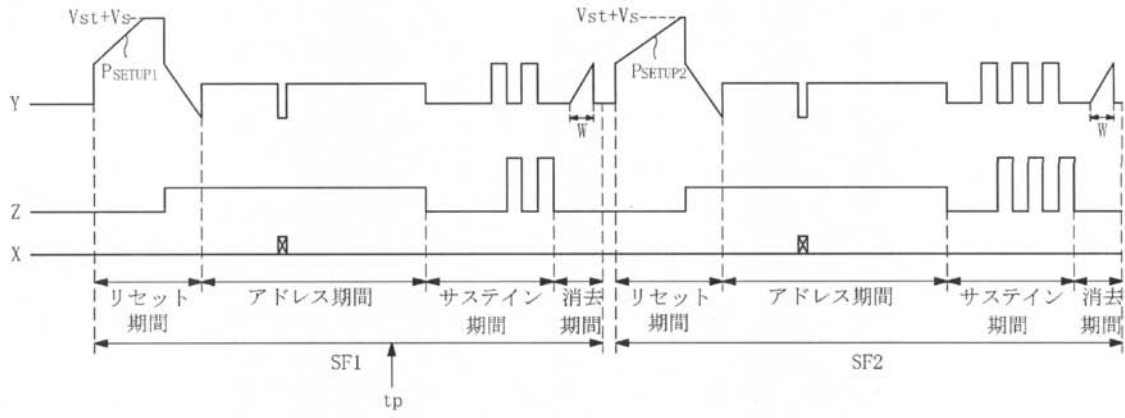 Vst+Vs
Vst+Vs
PSETUP1
PSETUP2
Y
W
W
Z
X
リセット
期間
アドレス期間
サステイン
期間
消去
期間
リセット
期間
アドレス期間
サステイン
期間
消去
期間
SF1
SF2
tp